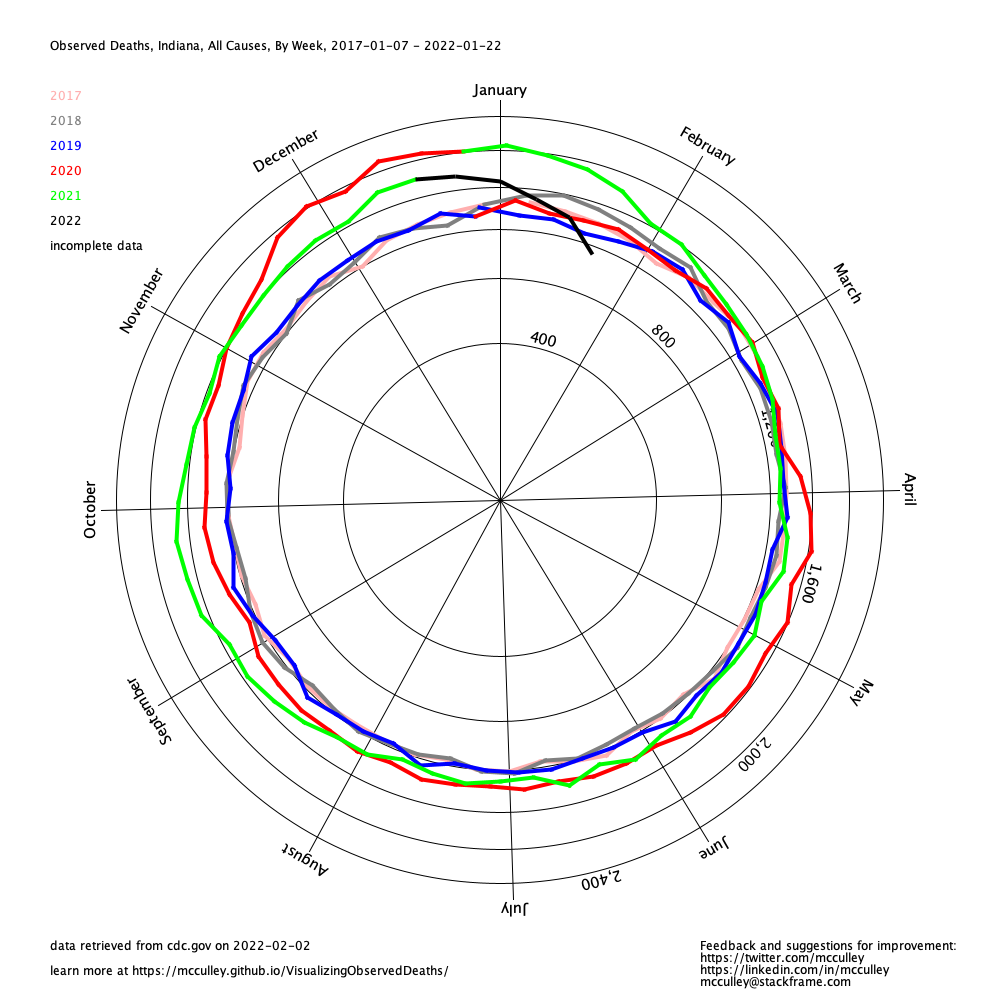 Observed Deaths, Indiana, All Causes, By Week, 2017-01-07 - 2022-01-22
2017
2018
2019
2020
2021
2022
incomplete data
January
February
March
April
May
June
July
August
September
October
November
December
400
800
1,200
1,600
2,000
2,400
data retrieved from cdc.gov on 2022-02-02
learn more at https://mcculley.github.io/VisualizingObservedDeaths/
Feedback and suggestions for improvement:
https://twitter.com/mcculley
https://linkedin.com/in/mcculley
mcculley@stackframe.com